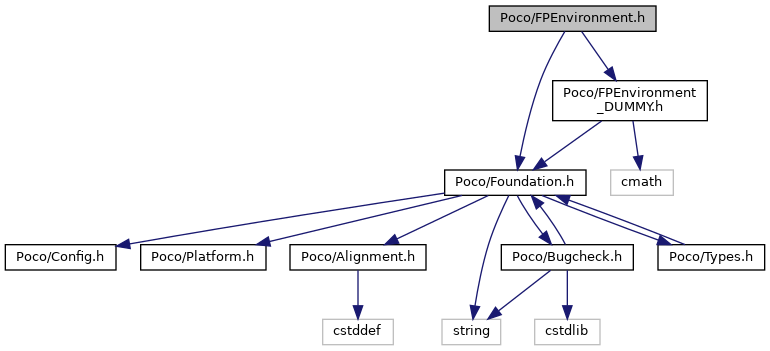 Poco/FPEnvironment.h
Poco/FPEnvironment
_DUMMY.h
Poco/Foundation.h
cmath
Poco/Config.h
Poco/Platform.h
Poco/Alignment.h
Poco/Bugcheck.h
Poco/Types.h
cstddef
string
cstdlib